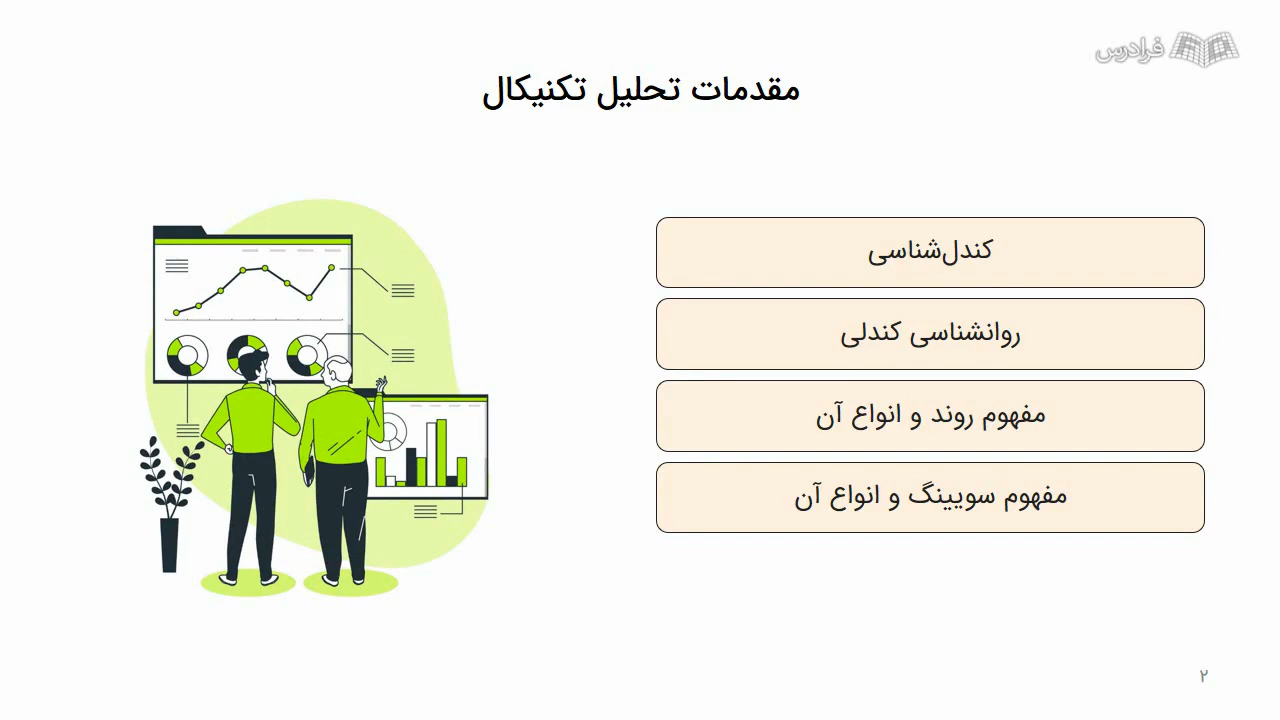 فرادرس
مقدمات تحلیل تکنیکال
کندل‌شناسی
روانشناسی کندلی
مفهوم روند و انواع آن
مفهوم سویینگ و انواع آن
۲